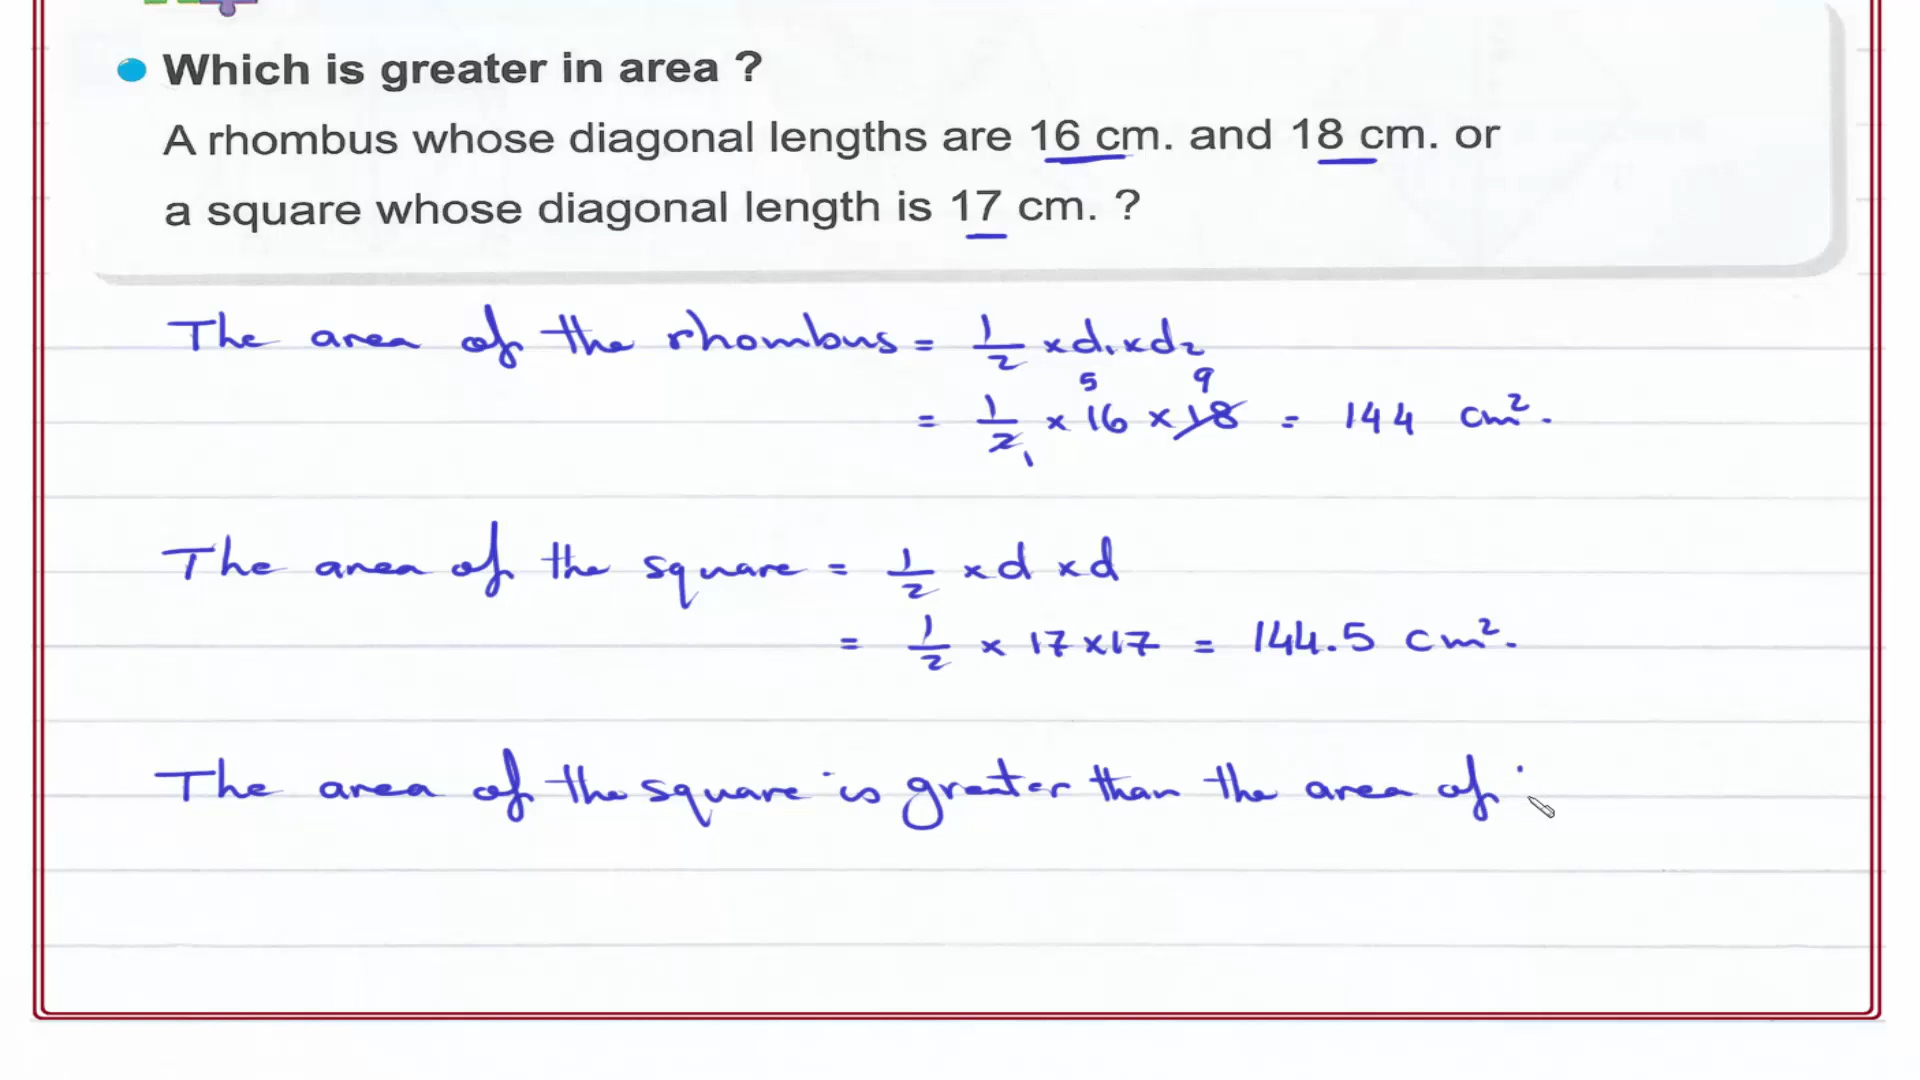 Which is greater in area ?
A rhombus whose diagonal lengths are 16 cm. and 18 cm. or
a square whose diagonal length is 17 cm. ?
The area of the rhombus = 1/2 × d₁ × d₂
5 9
= 1/2 × 16 × 18 = 144 cm².
1
The area of the square = 1/2 × d × d
= 1/2 × 17 × 17 = 144.5 cm².
The area of the square is greater than the area of